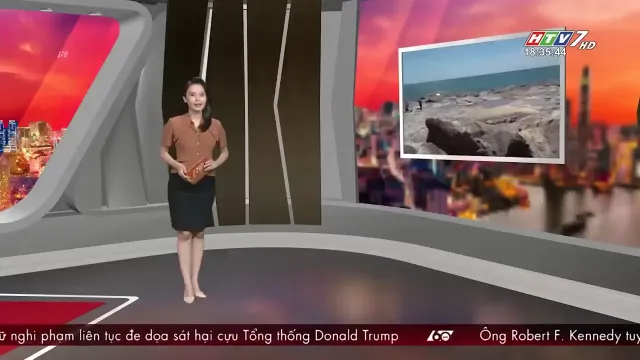 HTV7 HD
18:35:44
ữ nghi phạm liên tục đe dọa sát hại cựu Tổng thống Donald Trump
60
Ông Robert F. Kennedy tuy